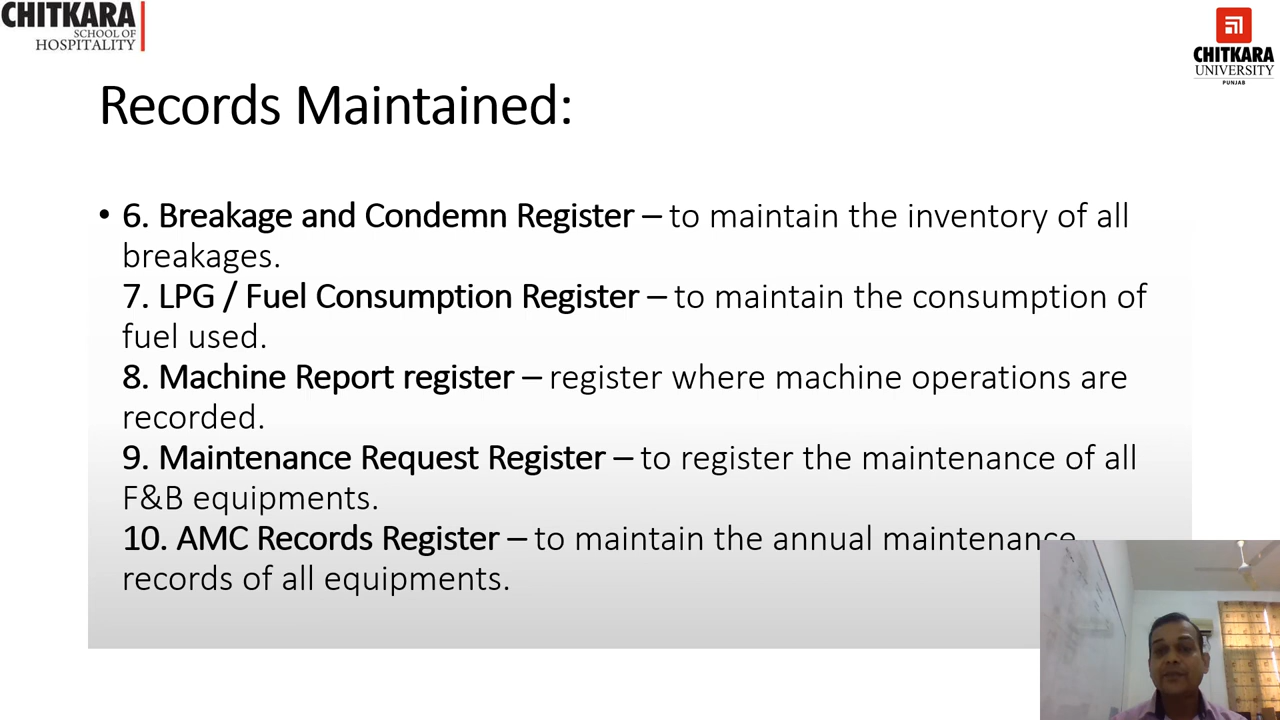 CHITKARA
SCHOOL OF
HOSPITALITY
CHITKARA
UNIVERSITY
PUNJAB
Records Maintained:
• 6. Breakage and Condemn Register – to maintain the inventory of all
breakages.
7. LPG / Fuel Consumption Register – to maintain the consumption of
fuel used.
8. Machine Report register – register where machine operations are
recorded.
9. Maintenance Request Register – to register the maintenance of all
F&B equipments.
10. AMC Records Register – to maintain the annual maintenance
records of all equipments.